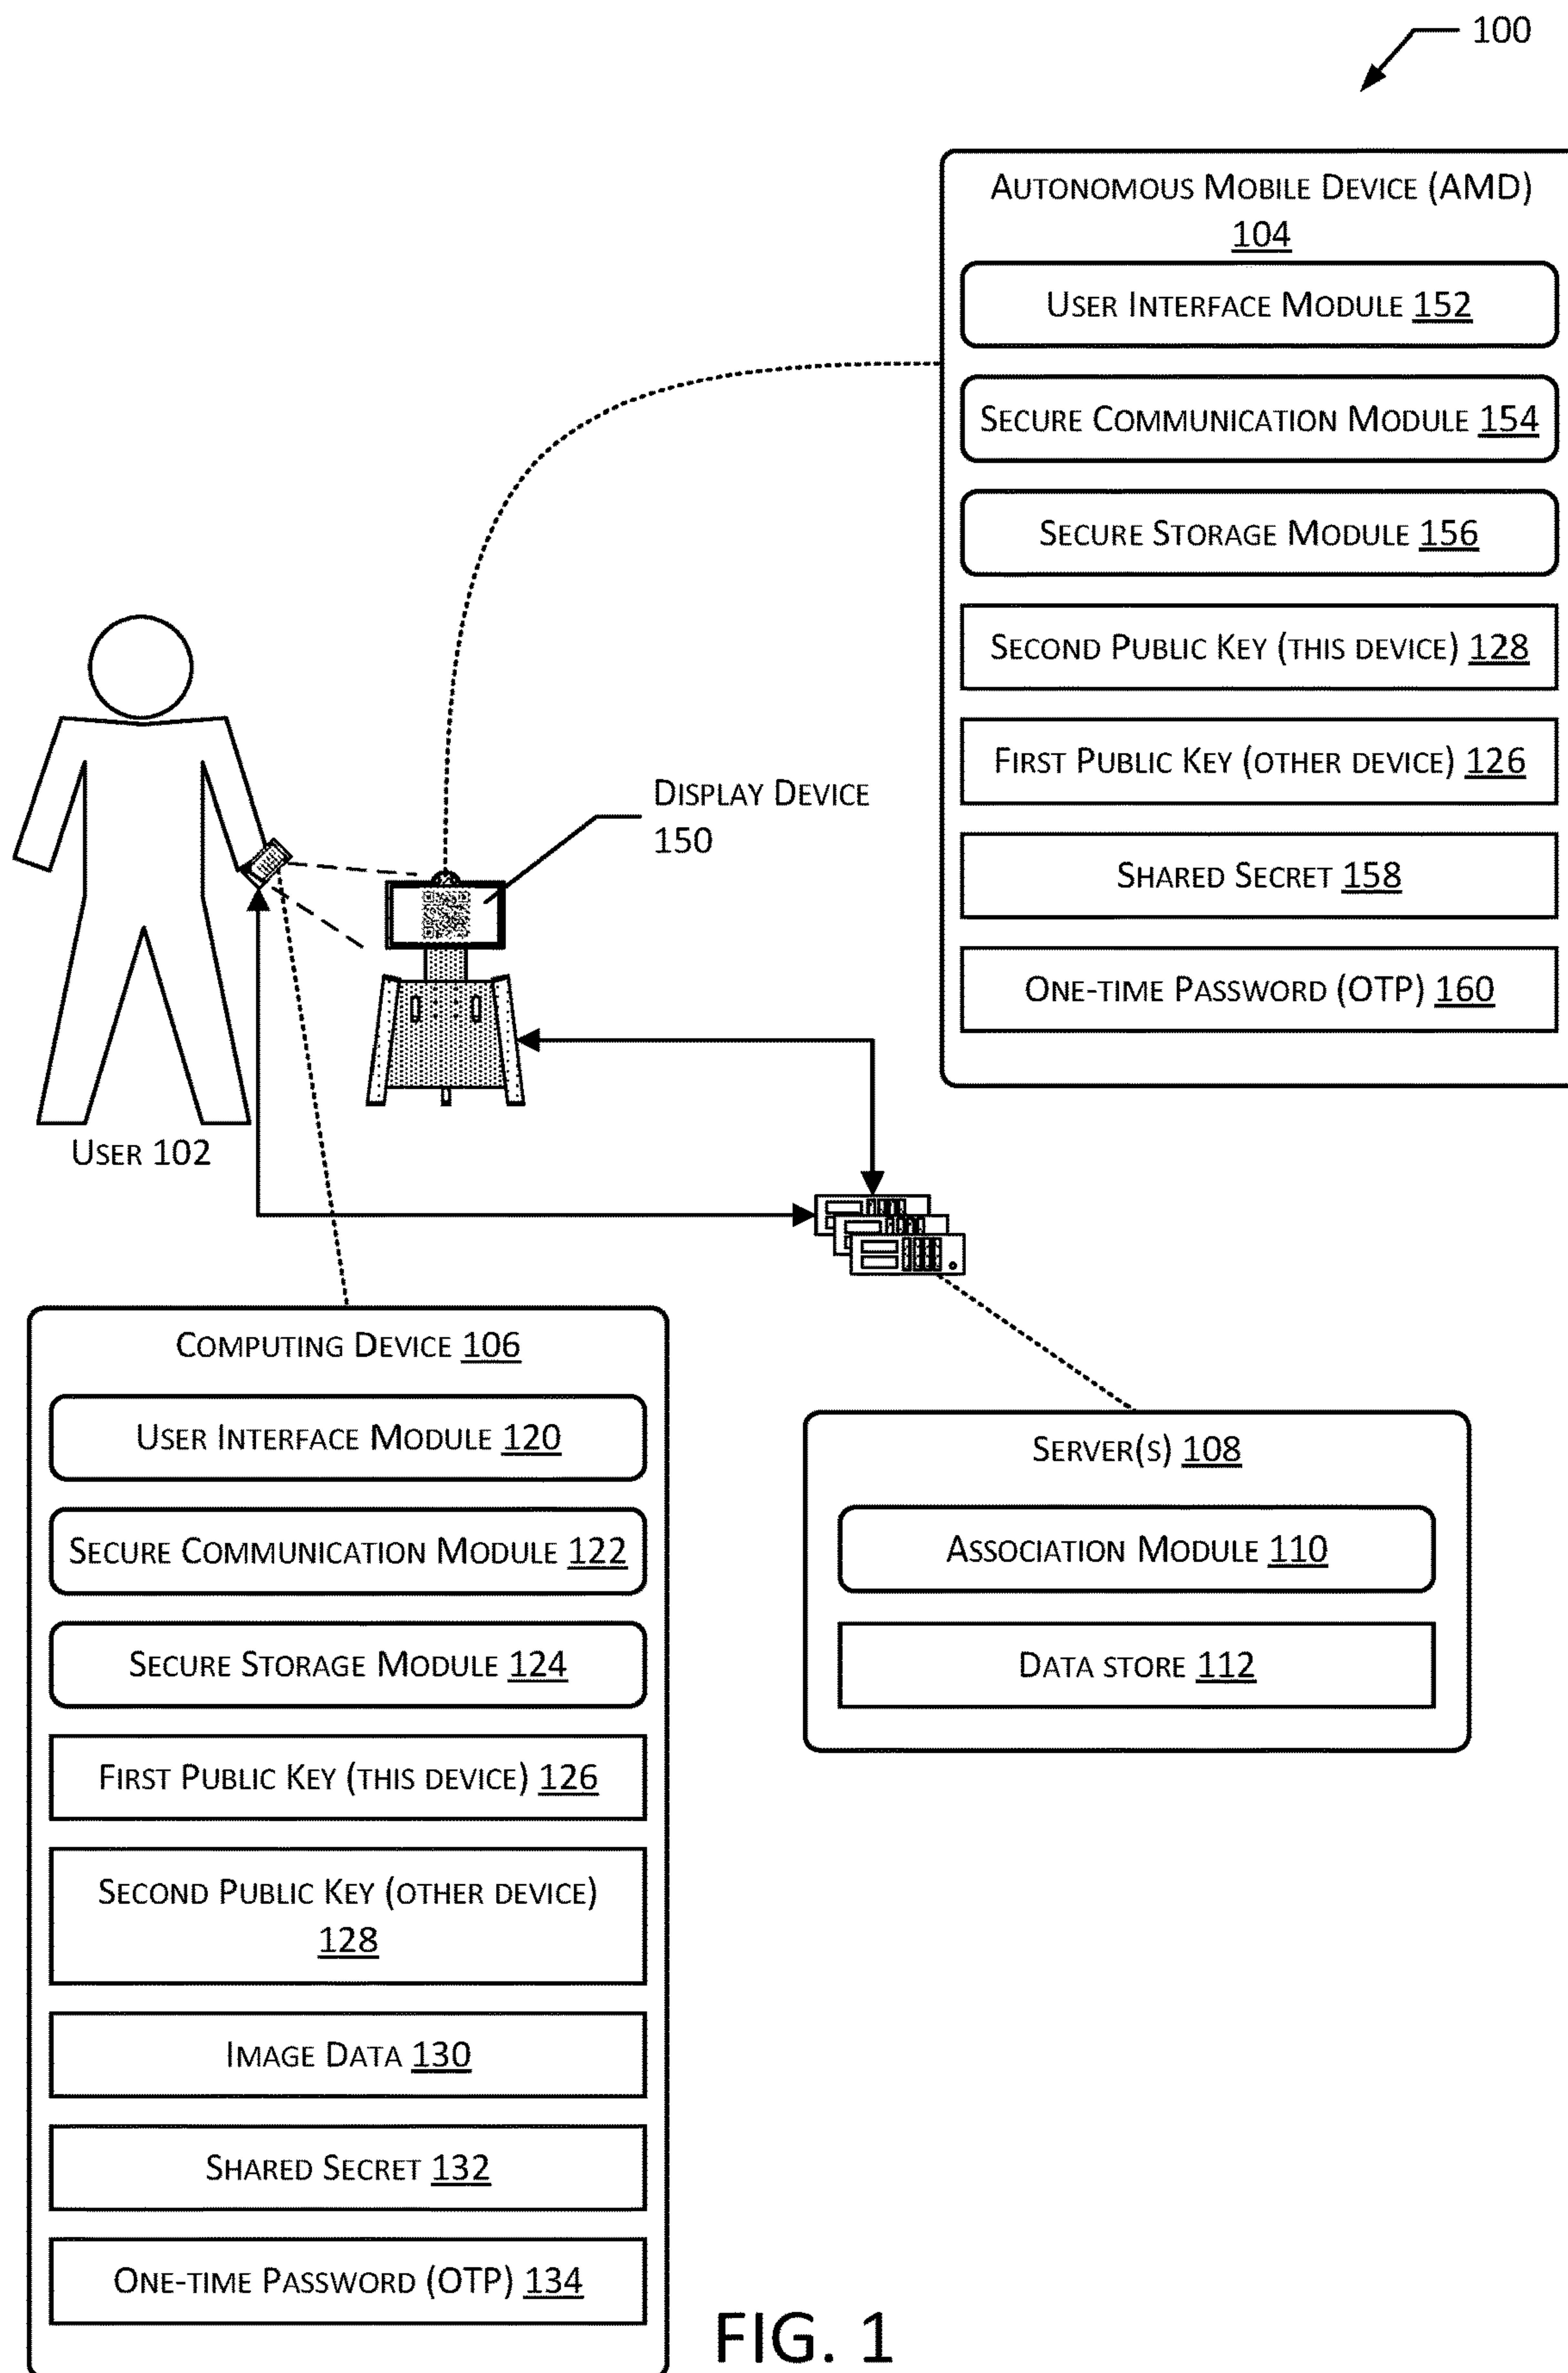 100
Autonomous Mobile Device (AMD)
104
User Interface Module 152
Secure Communication Module 154
Secure Storage Module 156
Second Public Key (this device) 128
First Public Key (other device) 126
Shared Secret 158
One-time Password (OTP) 160
Display Device
150
User 102
Computing Device 106
User Interface Module 120
Secure Communication Module 122
Secure Storage Module 124
First Public Key (this device) 126
Second Public Key (other device)
128
Image Data 130
Shared Secret 132
One-time Password (OTP) 134
Server(s) 108
Association Module 110
Data store 112
FIG. 1